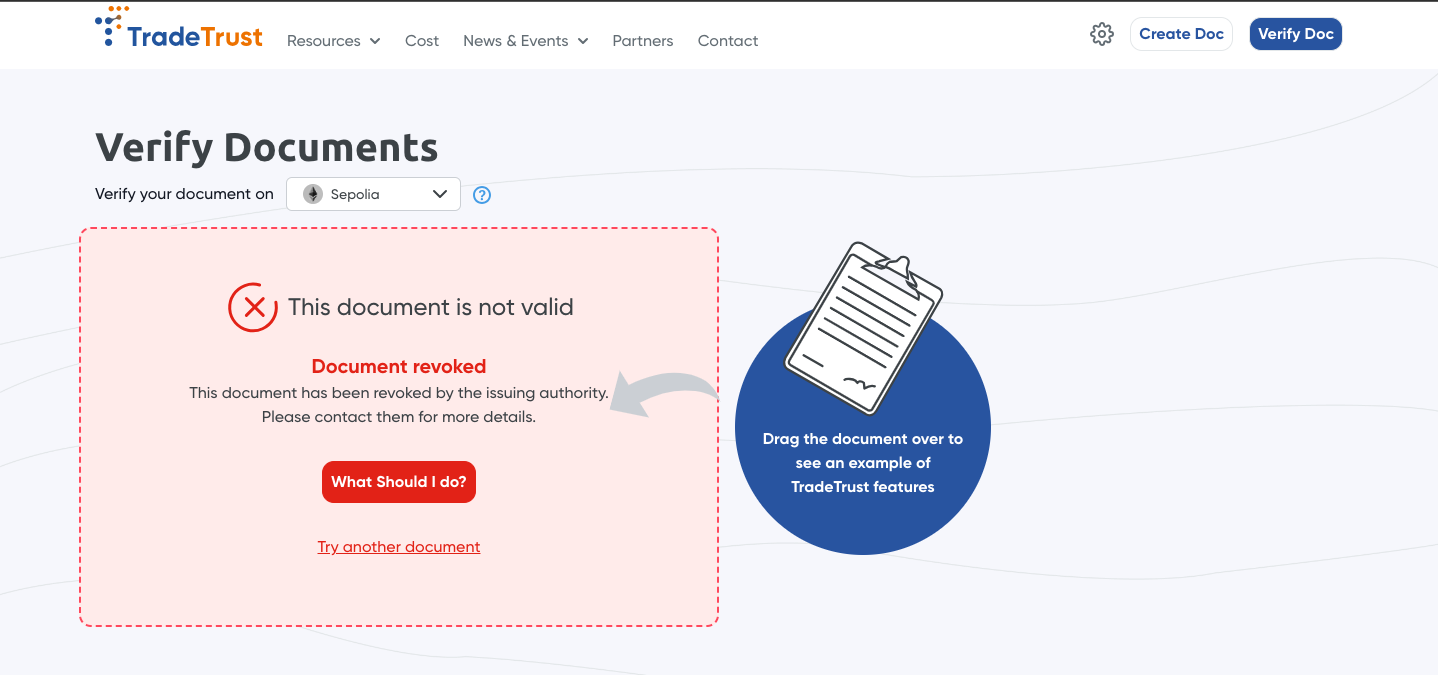 TradeTrust
Resources Cost News & Events Partners Contact
Create Doc Verify Doc
Verify Documents
Verify your document on Sepolia ?
This document is not valid
Document revoked
This document has been revoked by the issuing authority.
Please contact them for more details.
What Should I do?
Try another document
Drag the document over to
see an example of
TradeTrust features